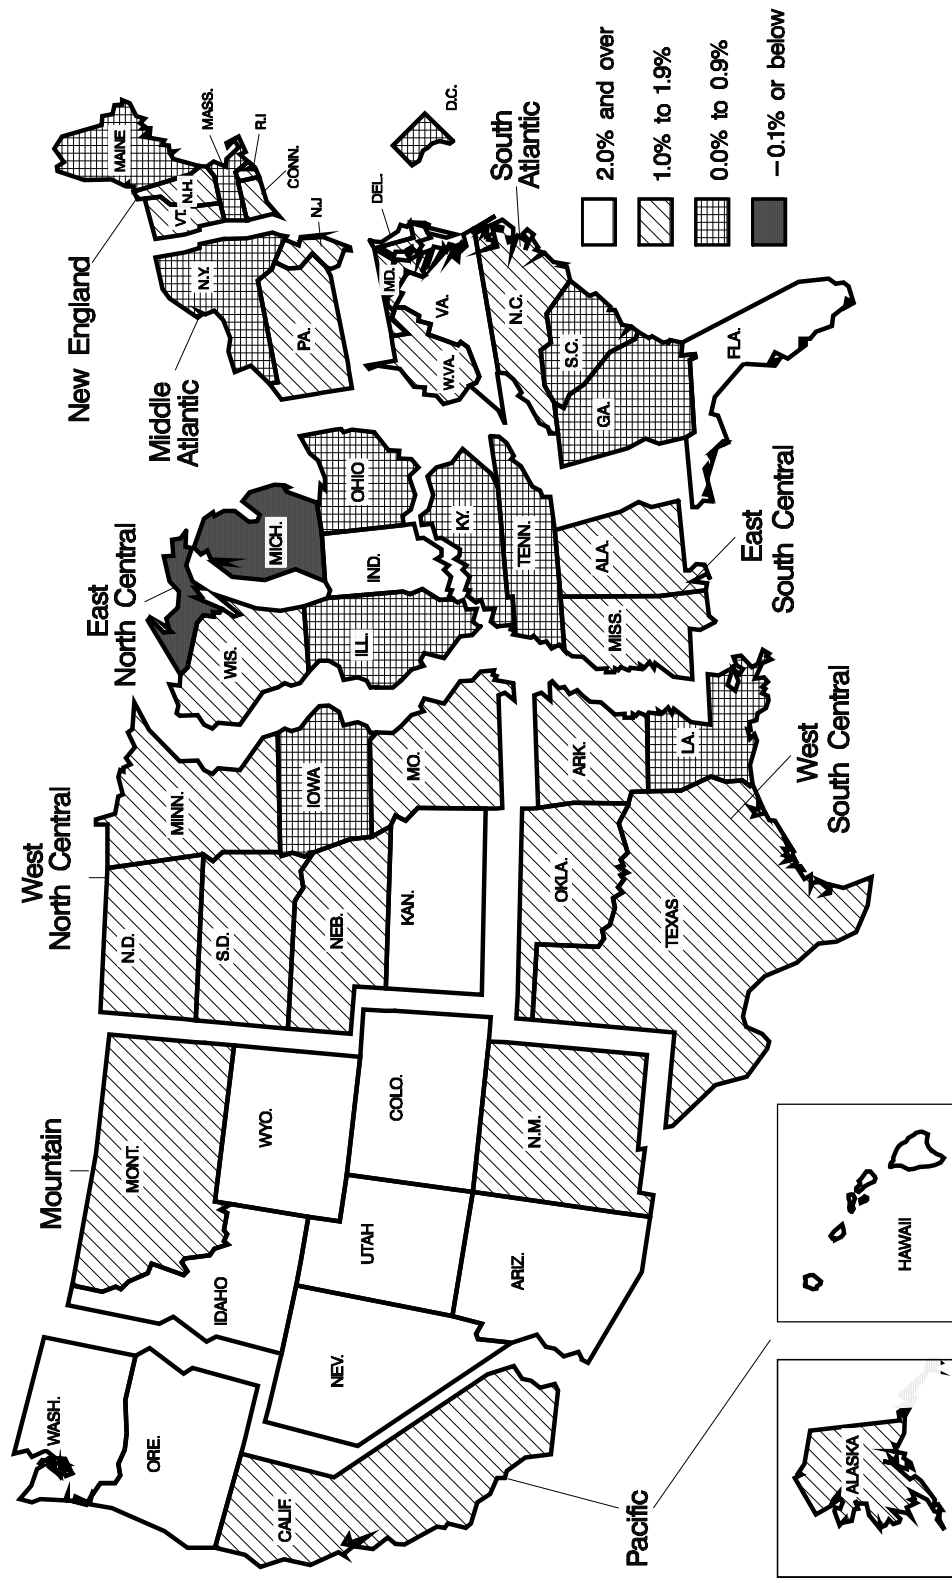 New England
Middle
Atlantic
East
North Central
West
North Central
Mountain
Pacific
South
Atlantic
East
South Central
West
South Central
WASH.
ORE.
CALIF.
NEV.
IDAHO
MONT.
WYO.
UTAH
ARIZ.
COLO.
N.M.
N.D.
S.D.
NEB.
KAN.
MINN.
IOWA
MO.
OKLA.
TEXAS
ARK.
LA.
WIS.
MICH.
ILL.
IND.
OHIO
KY.
TENN.
MISS.
ALA.
MAINE
VT.
N.H.
MASS.
R.I
CONN.
N.Y.
N.J
PA.
DEL.
MD.
D.C.
VA.
W.VA.
N.C.
S.C.
GA.
FLA.
ALASKA
HAWAII
2.0% and over
1.0% to 1.9%
0.0% to 0.9%
-0.1% or below